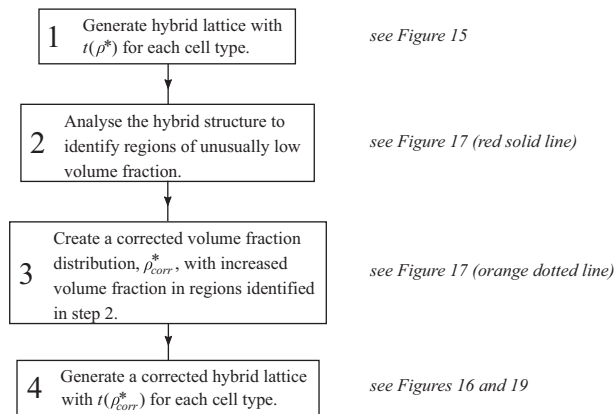 1 Generate hybrid lattice with
t(ρ*) for each cell type.
see Figure 15
2 Analyse the hybrid structure to
identify regions of unusually low
volume fraction.
see Figure 17 (red solid line)
3 Create a corrected volume fraction
distribution, ρ*corr, with increased
volume fraction in regions identified
in step 2.
see Figure 17 (orange dotted line)
4 Generate a corrected hybrid lattice
with t(ρ*corr) for each cell type.
see Figures 16 and 19